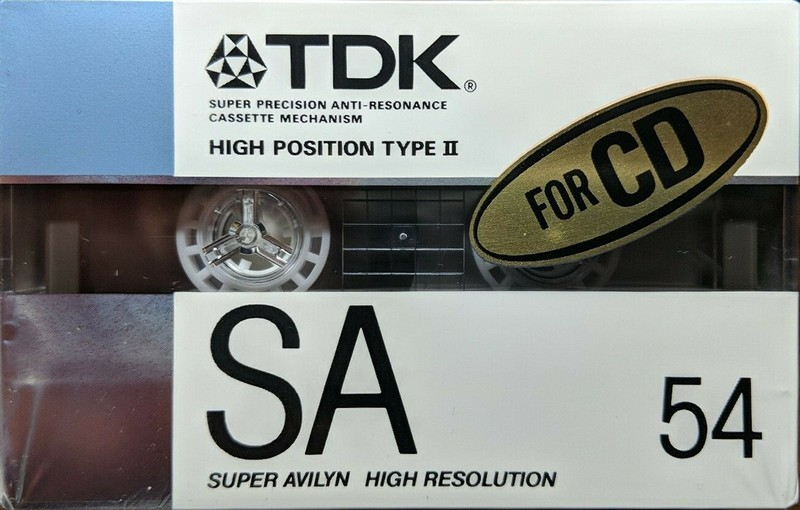 TDK®
SUPER PRECISION ANTI-RESONANCE
CASSETTE MECHANISM
HIGH POSITION TYPE II
FOR CD
SA
54
SUPER AVILYN HIGH RESOLUTION